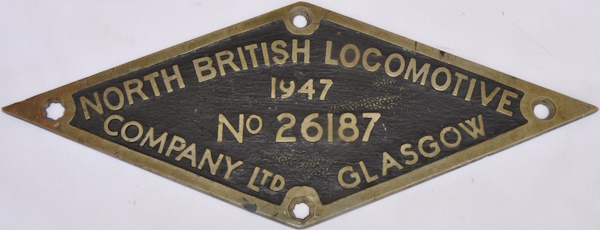 NORTH BRITISH LOCOMOTIVE
1947
No 26187
COMPANY LTD GLASGOW